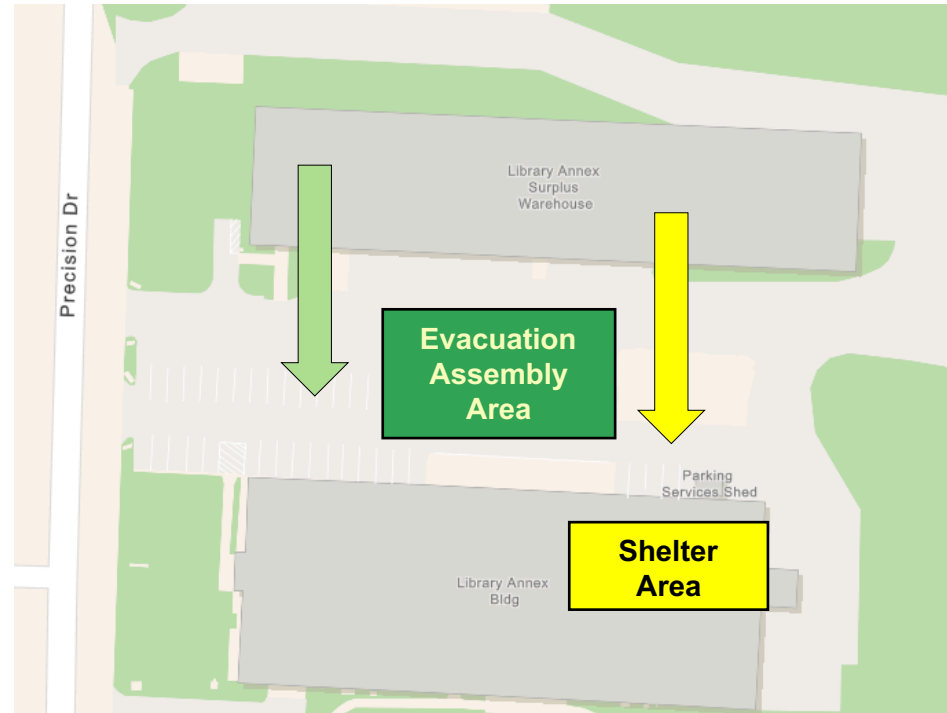 Library Annex
Surplus
Warehouse
Precision Dr
Evacuation
Assembly
Area
Parking
Services Shed
Shelter
Area
Library Annex
Bldg